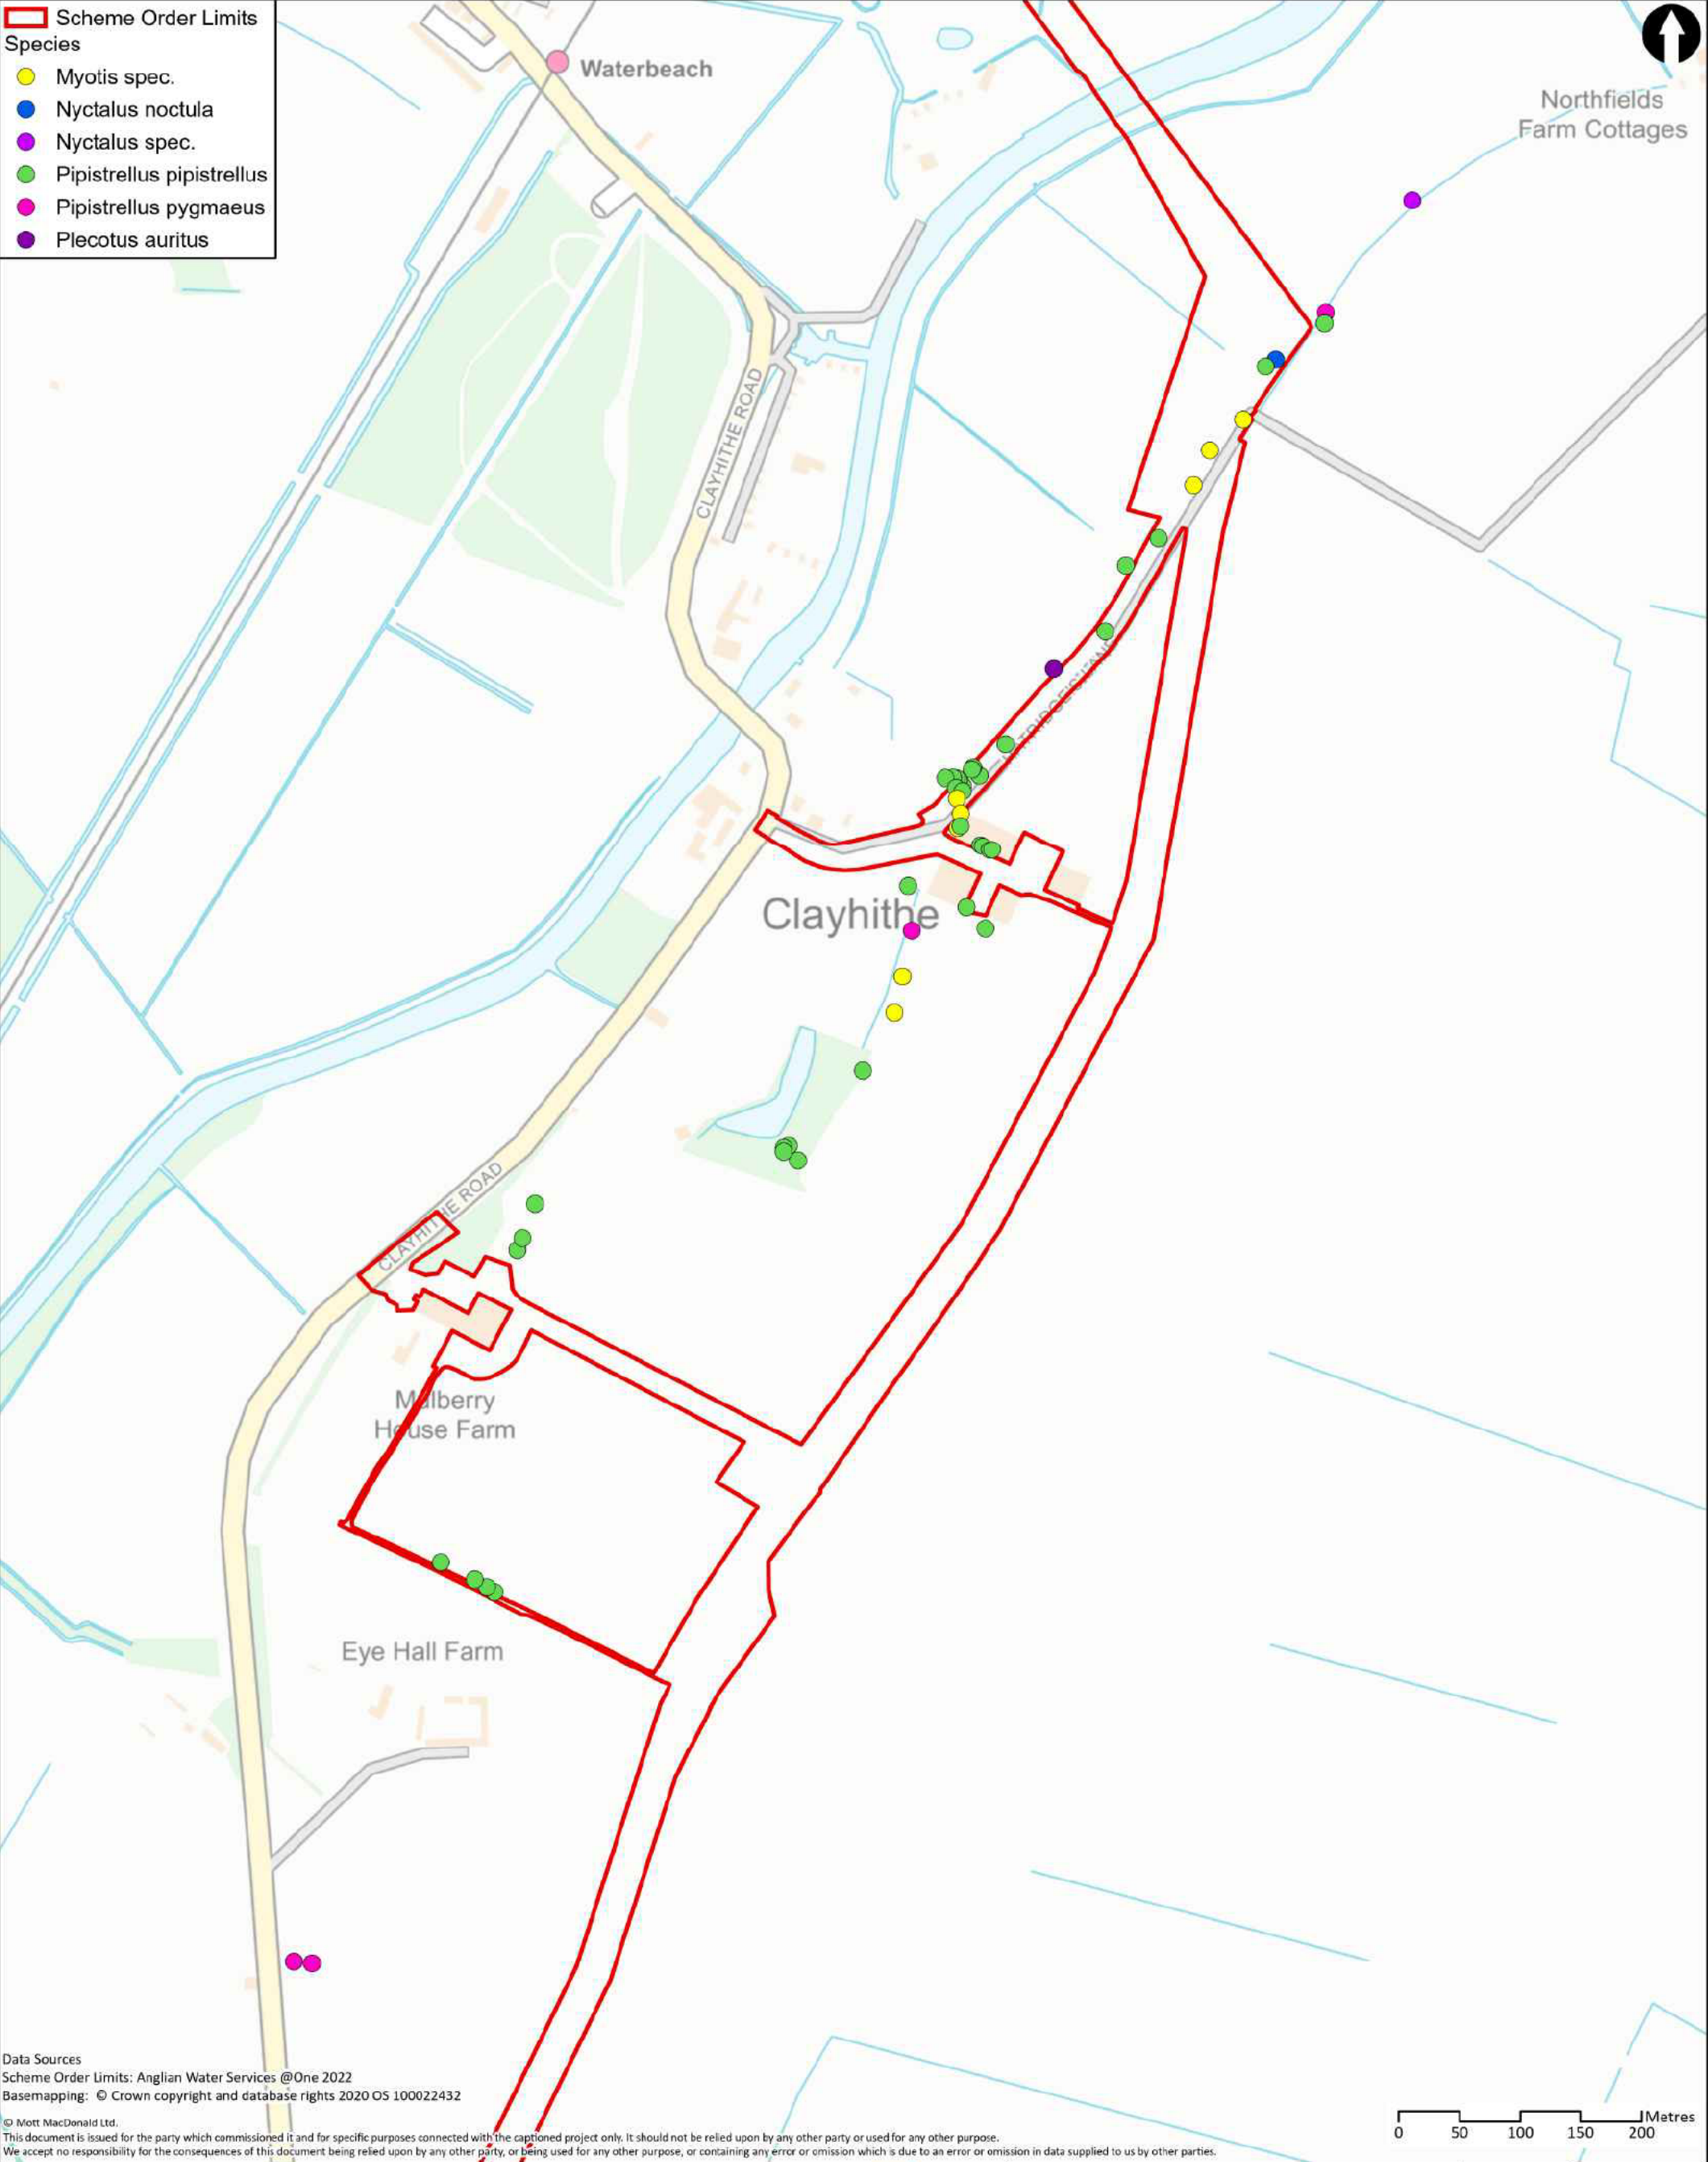 Scheme Order Limits
Species
Myotis spec.
Nyctalus noctula
Nyctalus spec.
Pipistrellus pipistrellus
Pipistrellus pygmaeus
Plecotus auritus
Waterbeach
Northfields
Farm Cottages
CLAYHITHE ROAD
Clayhithe
CLAYHITHE ROAD
Mulberry
House Farm
Eye Hall Farm
Data Sources
Scheme Order Limits: Anglian Water Services @One 2022
Basemapping: © Crown copyright and database rights 2020 OS 100022432
© Mott MacDonald Ltd.
This document is issued for the party which commissioned it and for specific purposes connected with the captioned project only. It should not be relied upon by any other party or used for any other purpose.
We accept no responsibility for the consequences of this document being relied upon by any other party, or being used for any other purpose, or containing any error or omission which is due to an error or omission in data supplied to us by other parties.
Metres
0 50 100 150 200